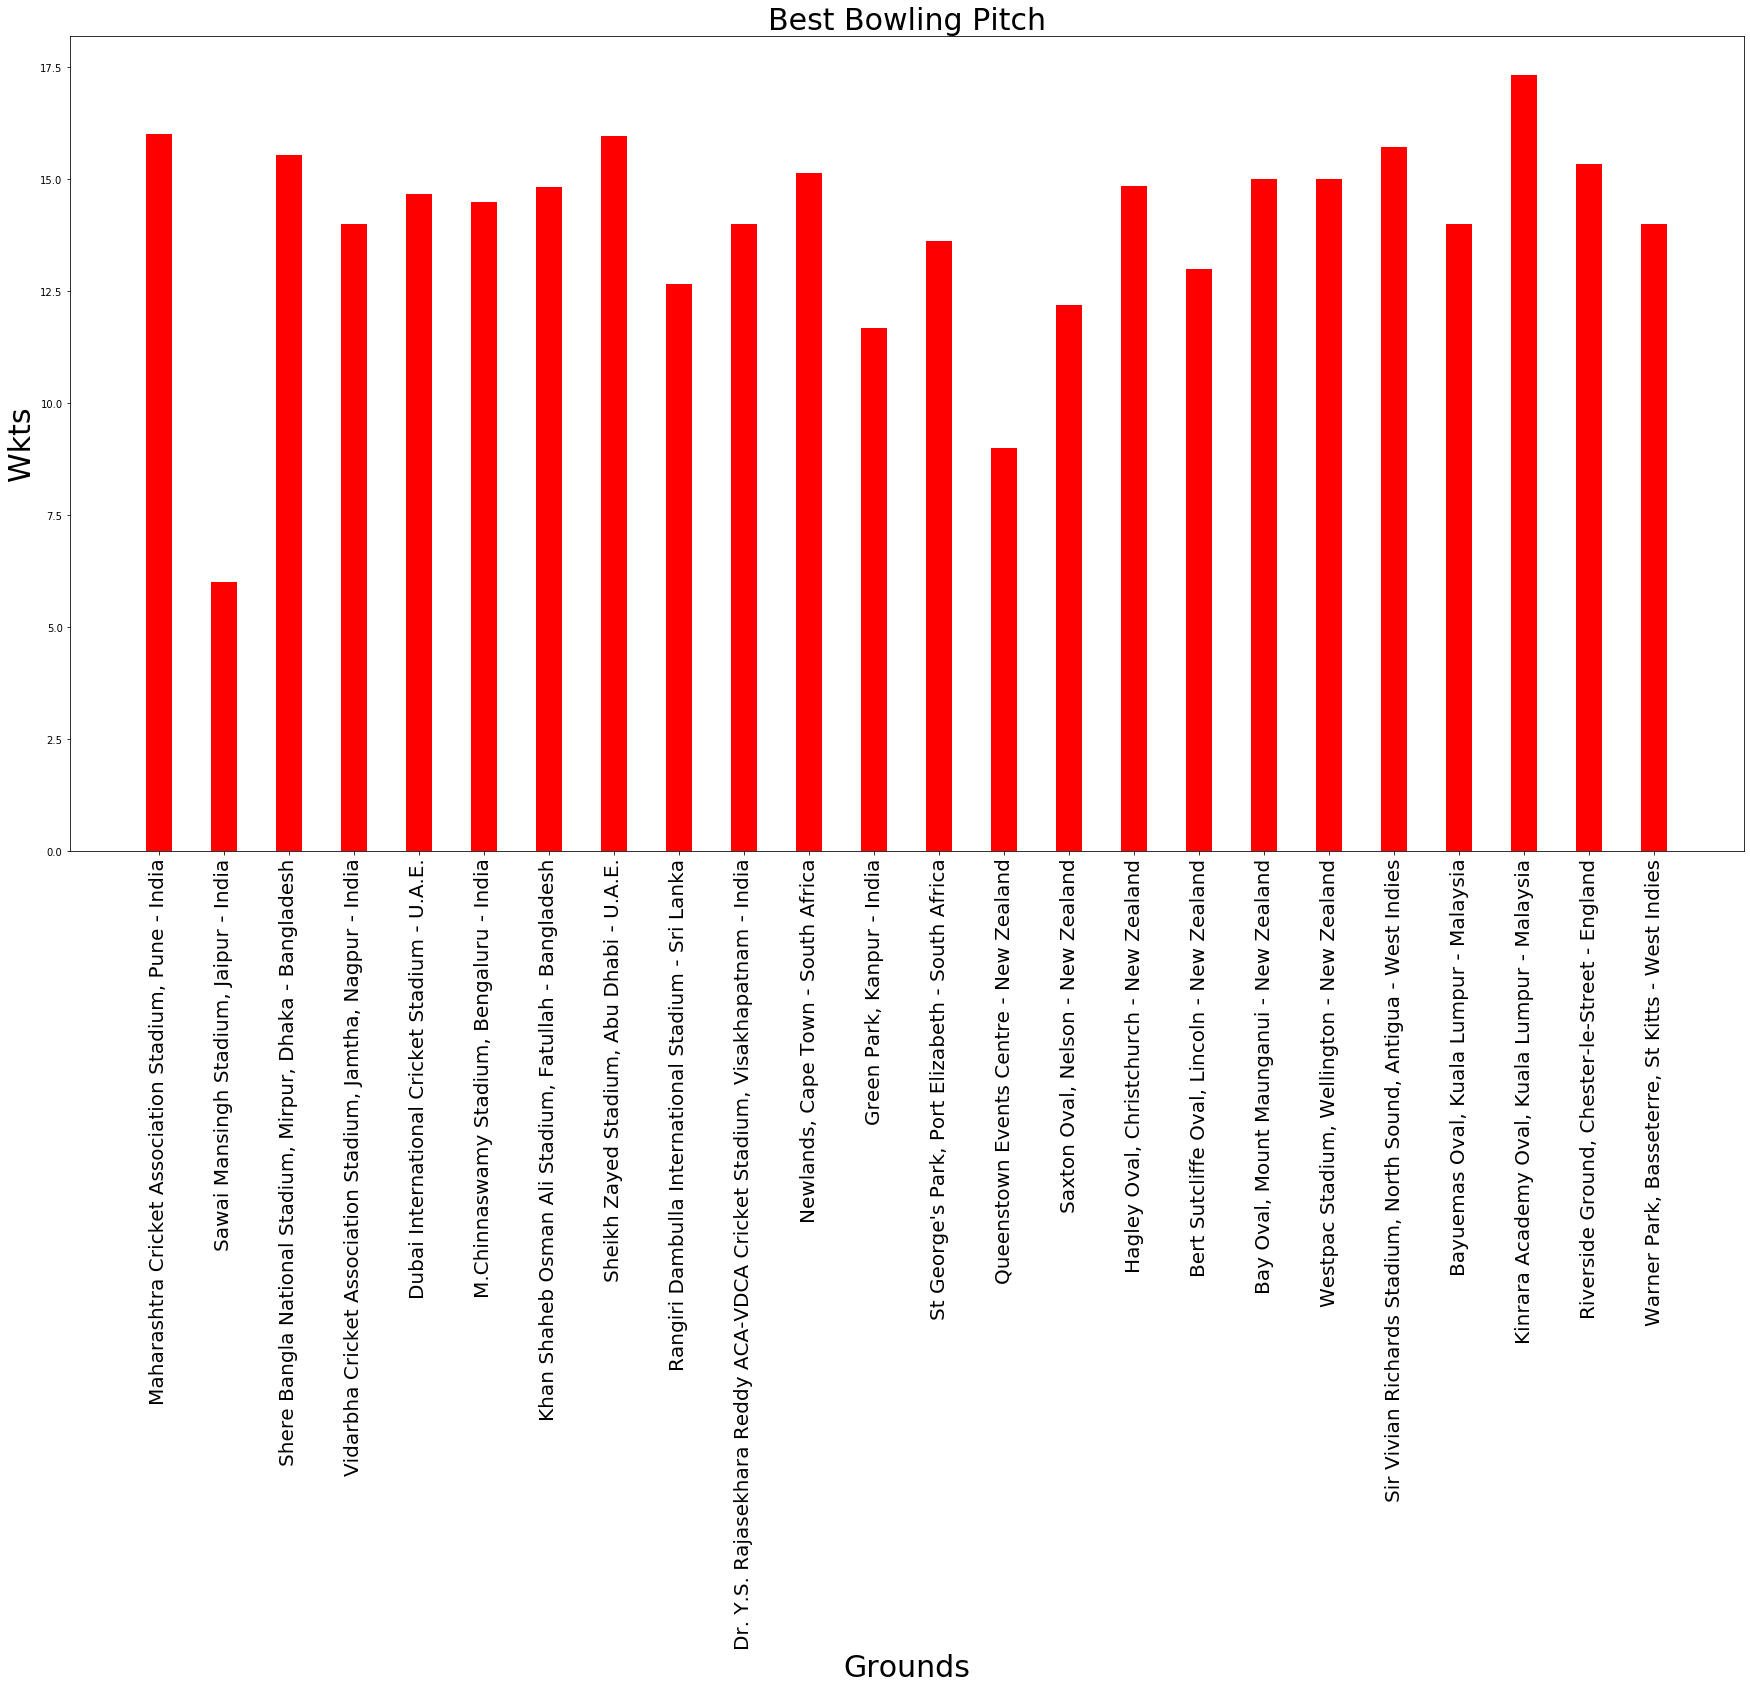 Best Bowling Pitch
Wkts
17.5
15.0
12.5
10.0
7.5
5.0
2.5
0.0
Maharashtra Cricket Association Stadium, Pune - India
Sawai Mansingh Stadium, Jaipur - India
Shere Bangla National Stadium, Mirpur, Dhaka - Bangladesh
Vidarbha Cricket Association Stadium, Jamtha, Nagpur - India
Dubai International Cricket Stadium - U.A.E.
M.Chinnaswamy Stadium, Bengaluru - India
Khan Shaheb Osman Ali Stadium, Fatullah - Bangladesh
Sheikh Zayed Stadium, Abu Dhabi - U.A.E.
Rangiri Dambulla International Stadium - Sri Lanka
Dr. Y.S. Rajasekhara Reddy ACA-VDCA Cricket Stadium, Visakhapatnam - India
Newlands, Cape Town - South Africa
Green Park, Kanpur - India
St George's Park, Port Elizabeth - South Africa
Queenstown Events Centre - New Zealand
Saxton Oval, Nelson - New Zealand
Hagley Oval, Christchurch - New Zealand
Bert Sutcliffe Oval, Lincoln - New Zealand
Bay Oval, Mount Maunganui - New Zealand
Westpac Stadium, Wellington - New Zealand
Sir Vivian Richards Stadium, North Sound, Antigua - West Indies
Bayuemas Oval, Kuala Lumpur - Malaysia
Kinrara Academy Oval, Kuala Lumpur - Malaysia
Riverside Ground, Chester-le-Street - England
Warner Park, Basseterre, St Kitts - West Indies
Grounds